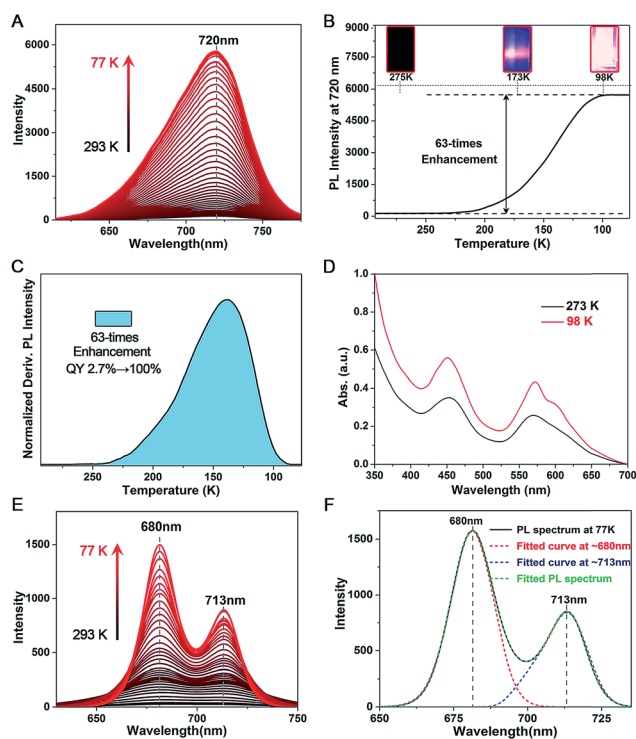 A
720nm
77 K
293 K
Intensity
6000
4800
3600
2400
1200
0
650
700
750
Wavelength(nm)
B
PL Intensity at 720 nm
9000
7500
6000
4500
3000
1500
0
275K
173K
98K
63-times
Enhancement
250
200
150
100
Temperature (K)
C
Normalized Deriv. PL Intensity
63-times
Enhancement
QY 2.7%→100%
250
200
150
100
Temperature (K)
D
Abs. (a.u.)
1.0
0.8
0.6
0.4
0.2
0.0
273 K
98 K
350
400
450
500
550
600
650
700
Wavelength (nm)
E
680nm
77 K
713nm
293 K
Intensity
1500
1000
500
0
650
700
750
Wavelength(nm)
F
680nm
PL spectrum at 77K
Fitted curve at ~680nm
Fitted curve at ~713nm
Fitted PL spectrum
713nm
Intensity
1500
1000
500
0
650
675
700
725
Wavelength(nm)